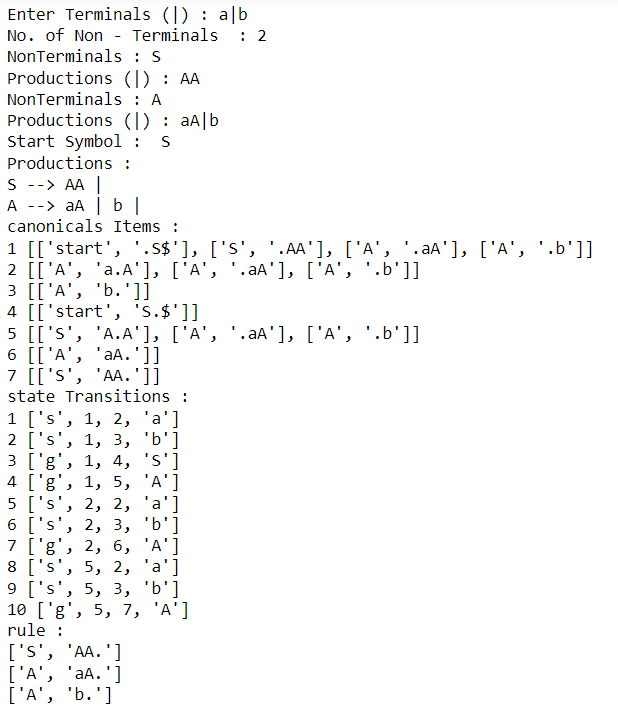 Enter Terminals (|) : a|b
No. of Non - Terminals  : 2
NonTerminals : S
Productions (|) : AA
NonTerminals : A
Productions (|) : aA|b
Start Symbol :  S
Productions :
S --> AA |
A --> aA | b |
canonicals Items :
1 [['start', '.S$'], ['S', '.AA'], ['A', '.aA'], ['A', '.b']]
2 [['A', 'a.A'], ['A', '.aA'], ['A', '.b']]
3 [['A', 'b.']]
4 [['start', 'S.$']]
5 [['S', 'A.A'], ['A', '.aA'], ['A', '.b']]
6 [['A', 'aA.']]
7 [['S', 'AA.']]
state Transitions :
1 ['s', 1, 2, 'a']
2 ['s', 1, 3, 'b']
3 ['g', 1, 4, 'S']
4 ['g', 1, 5, 'A']
5 ['s', 2, 2, 'a']
6 ['s', 2, 3, 'b']
7 ['g', 2, 6, 'A']
8 ['s', 5, 2, 'a']
9 ['s', 5, 3, 'b']
10 ['g', 5, 7, 'A']
rule :
['S', 'AA.']
['A', 'aA.']
['A', 'b.']